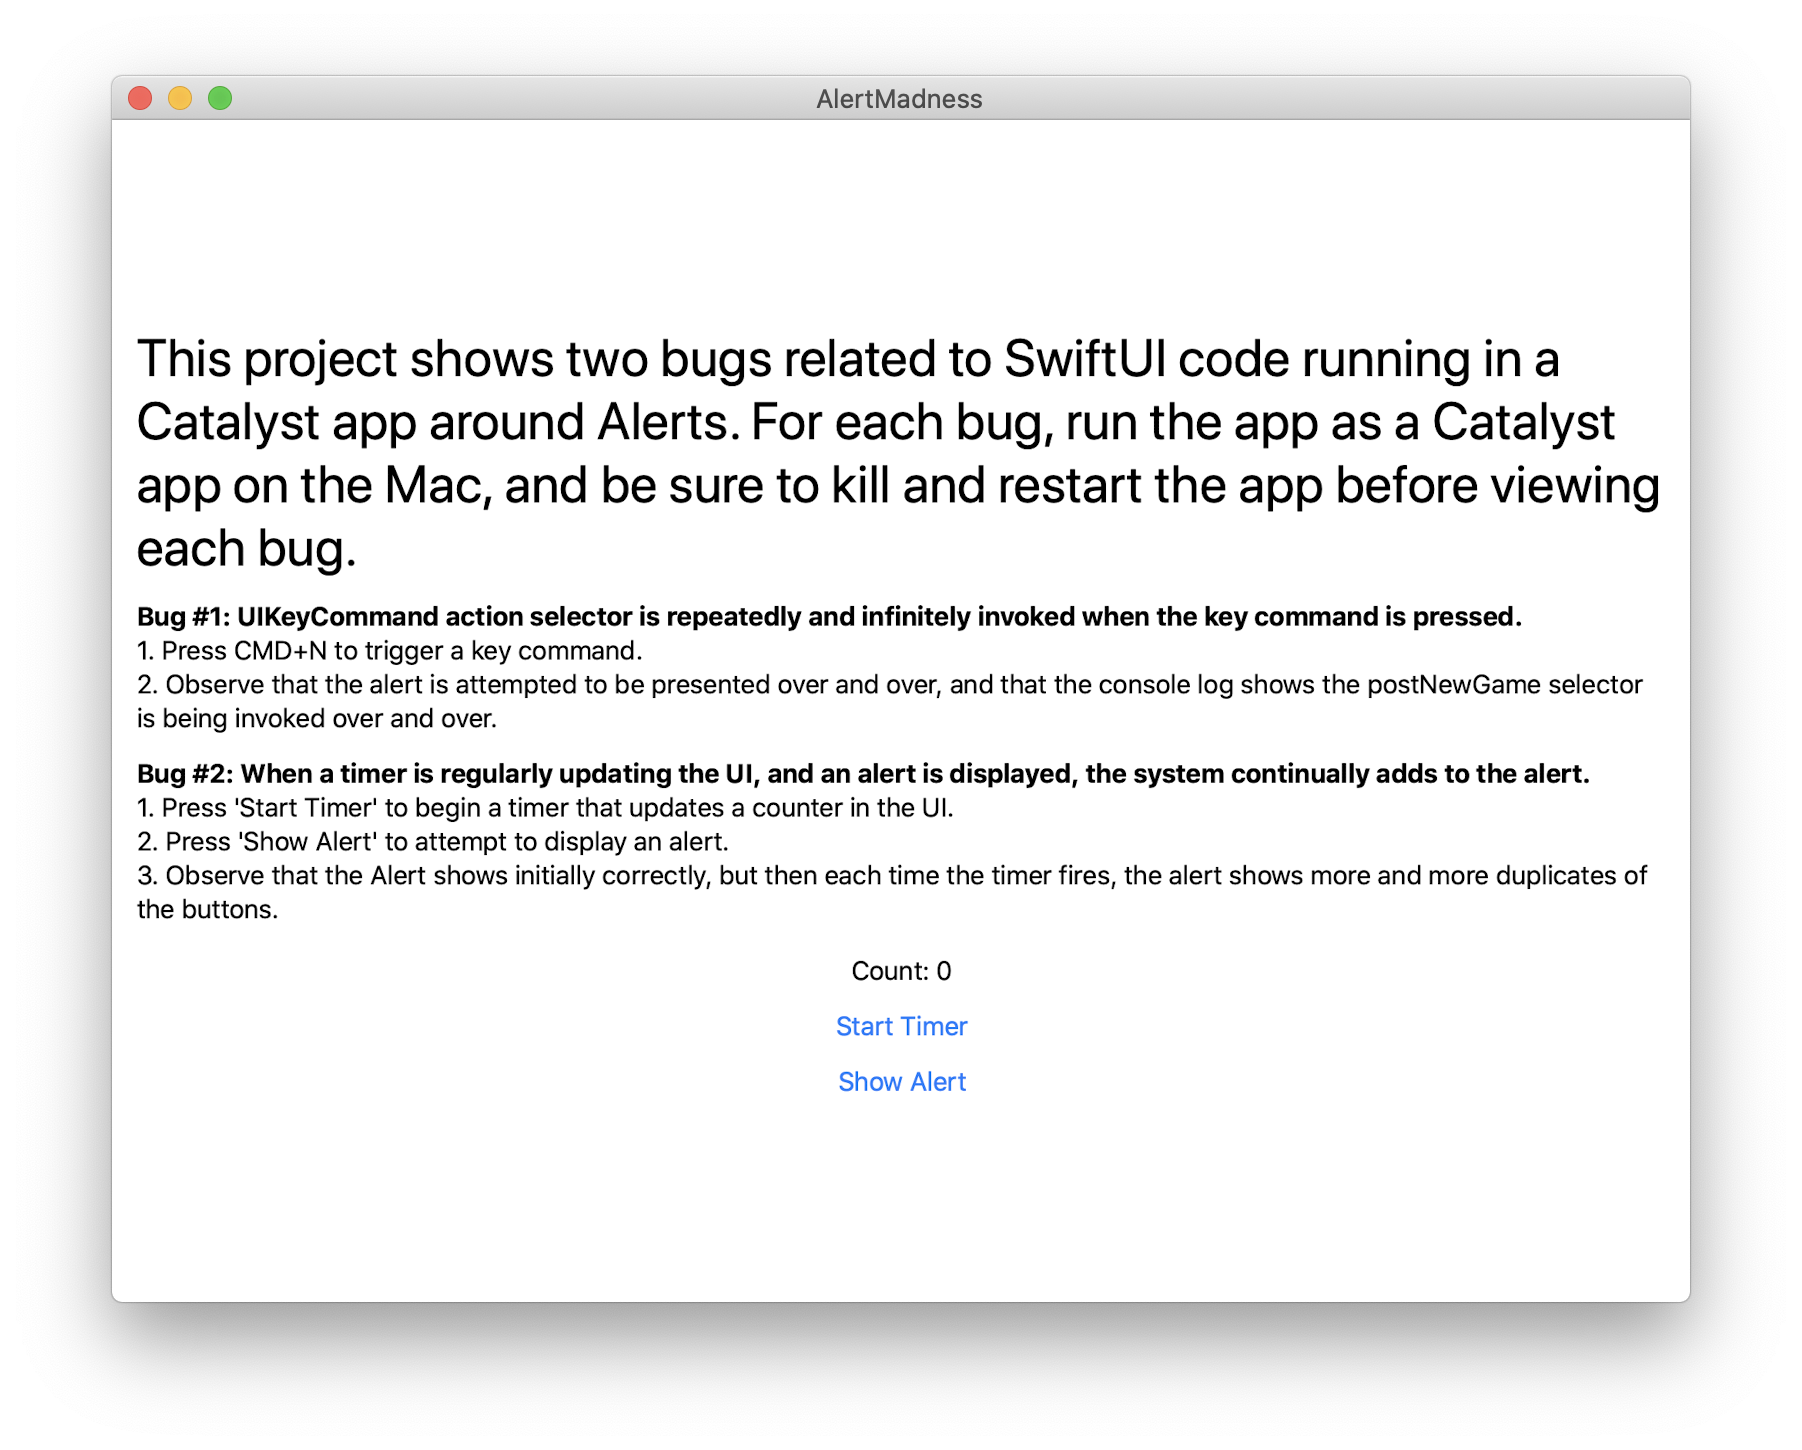 AlertMadness
This project shows two bugs related to SwiftUI code running in a
Catalyst app around Alerts. For each bug, run the app as a Catalyst
app on the Mac, and be sure to kill and restart the app before viewing
each bug.
Bug #1: UIKeyCommand action selector is repeatedly and infinitely invoked when the key command is pressed.
1. Press CMD+N to trigger a key command.
2. Observe that the alert is attempted to be presented over and over, and that the console log shows the postNewGame selector
is being invoked over and over.
Bug #2: When a timer is regularly updating the UI, and an alert is displayed, the system continually adds to the alert.
1. Press 'Start Timer' to begin a timer that updates a counter in the UI.
2. Press 'Show Alert' to attempt to display an alert.
3. Observe that the Alert shows initially correctly, but then each time the timer fires, the alert shows more and more duplicates of
the buttons.
Count: 0
Start Timer
Show Alert